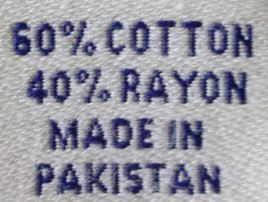 60% COTTON
40% RAYON
MADE IN
PAKISTAN